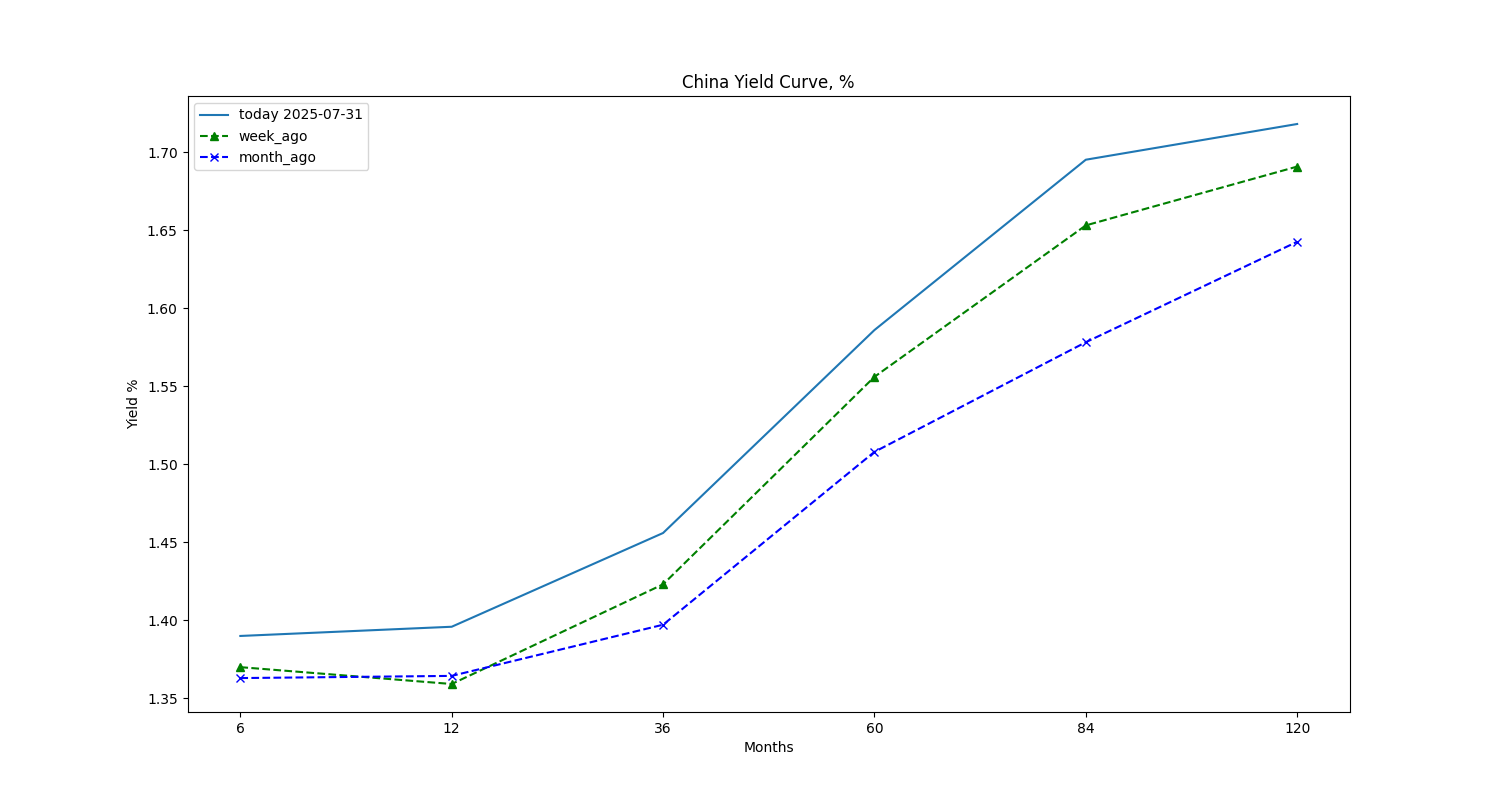 China Yield Curve, %
today 2025-07-31
week_ago
month_ago
1.70
1.65
1.60
1.55
1.50
1.45
1.40
1.35
Yield %
6 12 36 60 84 120
Months